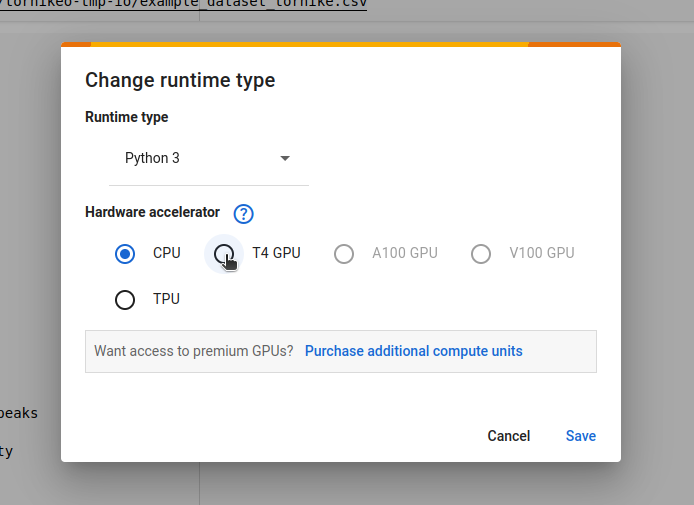 /tornikeo-tmp-io/example_dataset_tornike.csv
Change runtime type
Runtime type
Python 3
Hardware accelerator ?
CPU T4 GPU A100 GPU V100 GPU
TPU
Want access to premium GPUs? Purchase additional compute units
peaks
ty
Cancel Save